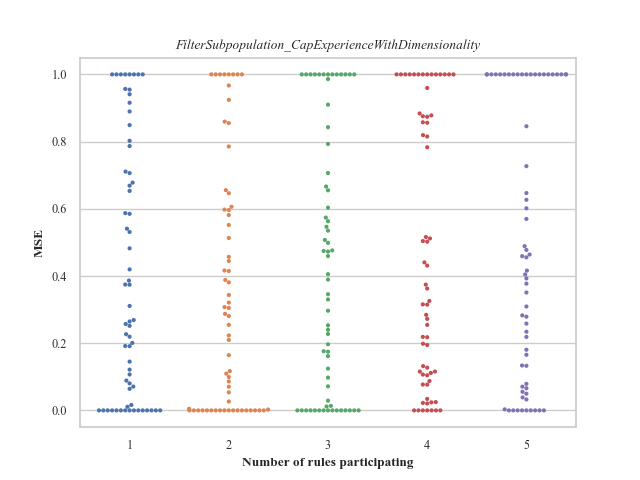 FilterSubpopulation_CapExperienceWithDimensionality
1.0
0.8
0.6
0.4
0.2
0.0
MSE
1 2 3 4 5
Number of rules participating